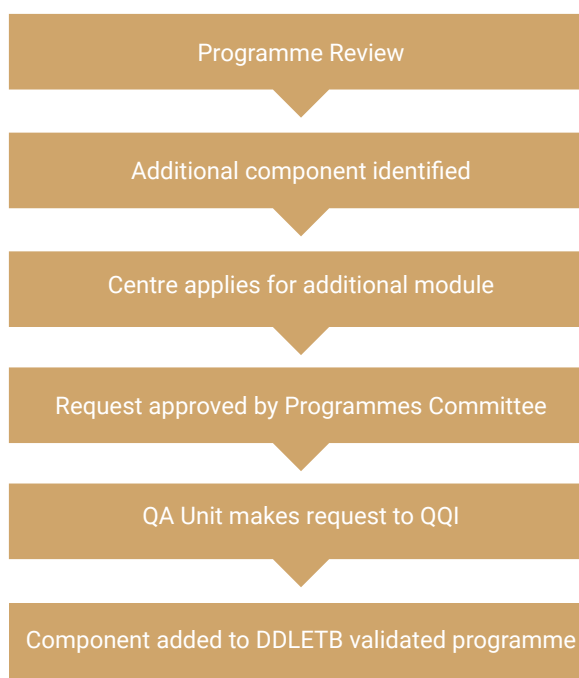 Programme Review
Additional component identified
Centre applies for additional module
Request approved by Programmes Committee
QA Unit makes request to QQI
Component added to DDLETB validated programme